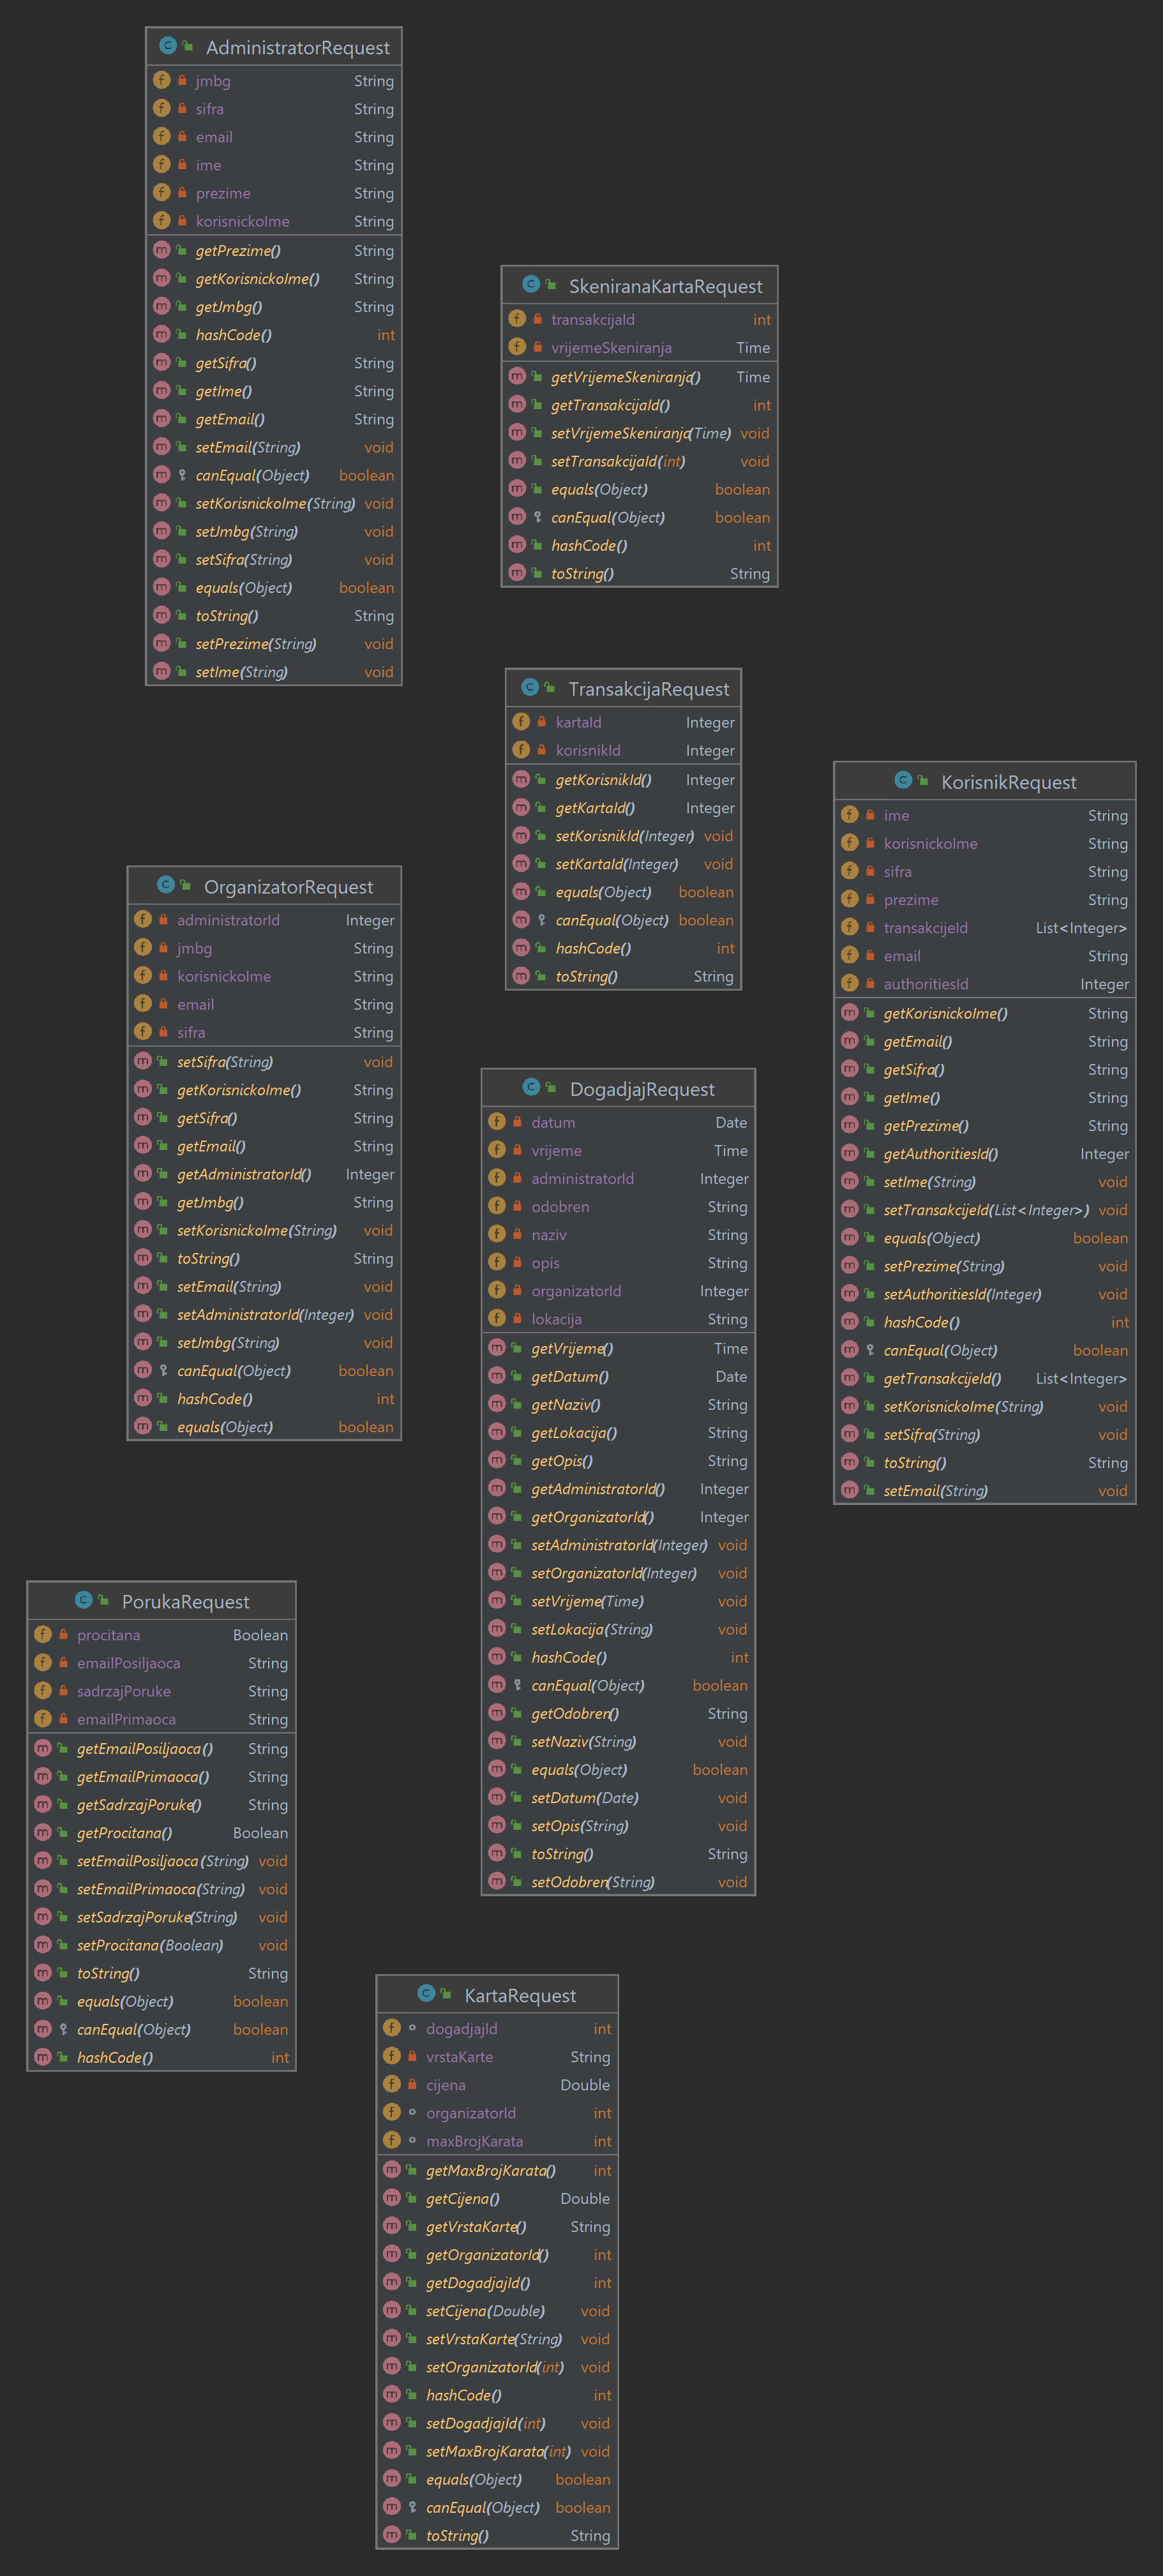 AdministratorRequest
jmbg String
sifra String
email String
ime String
prezime String
korisnickoIme String
getPrezime() String
getKorisnickoIme() String
getJmbg() String
hashCode() int
getSifra() String
getIme() String
getEmail() String
setEmail(String) void
canEqual(Object) boolean
setKorisnickoIme(String) void
setJmbg(String) void
setSifra(String) void
equals(Object) boolean
toString() String
setPrezime(String) void
setIme(String) void
SkeniranaKartaRequest
transakcijaId int
vrijemeSkeniranja Time
getVrijemeSkeniranja() Time
getTransakcijaId() int
setVrijemeSkeniranja(Time) void
setTransakcijaId(int) void
equals(Object) boolean
canEqual(Object) boolean
hashCode() int
toString() String
TransakcijaRequest
kartaId Integer
korisnikId Integer
getKorisnikId() Integer
getKartaId() Integer
setKorisnikId(Integer) void
setKartaId(Integer) void
equals(Object) boolean
canEqual(Object) boolean
hashCode() int
toString() String
KorisnikRequest
ime String
korisnickoIme String
sifra String
prezime String
transakcijeId List<Integer>
email String
authoritiesId Integer
getKorisnickoIme() String
getEmail() String
getSifra() String
getIme() String
getPrezime() String
getAuthoritiesId() Integer
setIme(String) void
setTransakcijeId(List<Integer>) void
equals(Object) boolean
setPrezime(String) void
setAuthoritiesId(Integer) void
hashCode() int
canEqual(Object) boolean
getTransakcijeId() List<Integer>
setKorisnickoIme(String) void
setSifra(String) void
toString() String
setEmail(String) void
OrganizatorRequest
administratorId Integer
jmbg String
korisnickoIme String
email String
sifra String
setSifra(String) void
getKorisnickoIme() String
getSifra() String
getEmail() String
getAdministratorId() Integer
getJmbg() String
setKorisnickoIme(String) void
toString() String
setEmail(String) void
setAdministratorId(Integer) void
setJmbg(String) void
canEqual(Object) boolean
hashCode() int
equals(Object) boolean
DogadjajRequest
datum Date
vrijeme Time
administratorId Integer
odobren String
naziv String
opis String
organizatorId Integer
lokacija String
getVrijeme() Time
getDatum() Date
getNaziv() String
getLokacija() String
getOpis() String
getAdministratorId() Integer
getOrganizatorId() Integer
setAdministratorId(Integer) void
setOrganizatorId(Integer) void
setVrijeme(Time) void
setLokacija(String) void
hashCode() int
canEqual(Object) boolean
getOdobren() String
setNaziv(String) void
equals(Object) boolean
setDatum(Date) void
setOpis(String) void
toString() String
setOdobren(String) void
PorukaRequest
procitana Boolean
emailPosiljaoca String
sadrzajPoruke String
emailPrimaoca String
getEmailPosiljaoca() String
getEmailPrimaoca() String
getSadrzajPoruke() String
getProcitana() Boolean
setEmailPosiljaoca(String) void
setEmailPrimaoca(String) void
setSadrzajPoruke(String) void
setProcitana(Boolean) void
toString() String
equals(Object) boolean
canEqual(Object) boolean
hashCode() int
KartaRequest
dogadjajId int
vrstaKarte String
cijena Double
organizatorId int
maxBrojKarata int
getMaxBrojKarata() int
getCijena() Double
getVrstaKarte() String
getOrganizatorId() int
getDogadjajId() int
setCijena(Double) void
setVrstaKarte(String) void
setOrganizatorId(int) void
hashCode() int
setDogadjajId(int) void
setMaxBrojKarata(int) void
equals(Object) boolean
canEqual(Object) boolean
toString() String